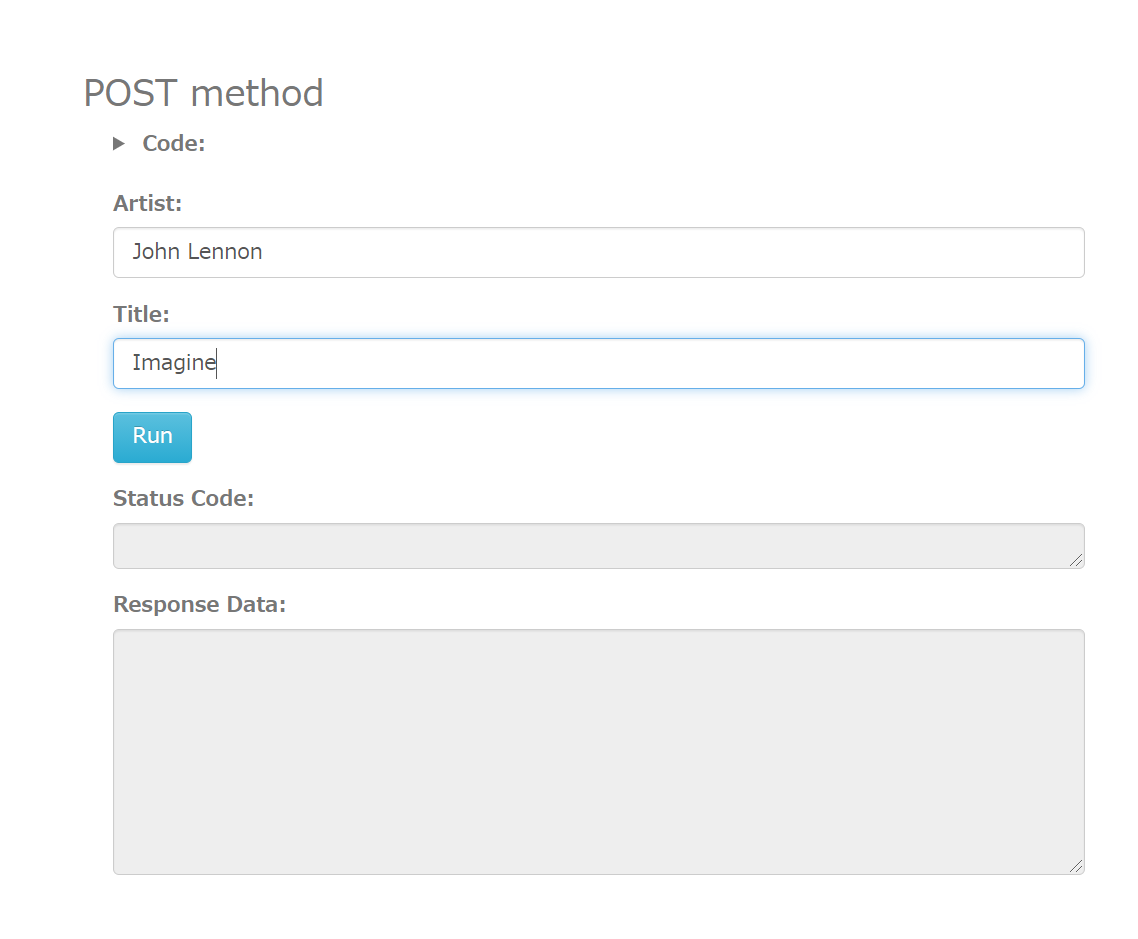 POST method
Code:
Artist:
John Lennon
Title:
Imagine
Run
Status Code:
Response Data: